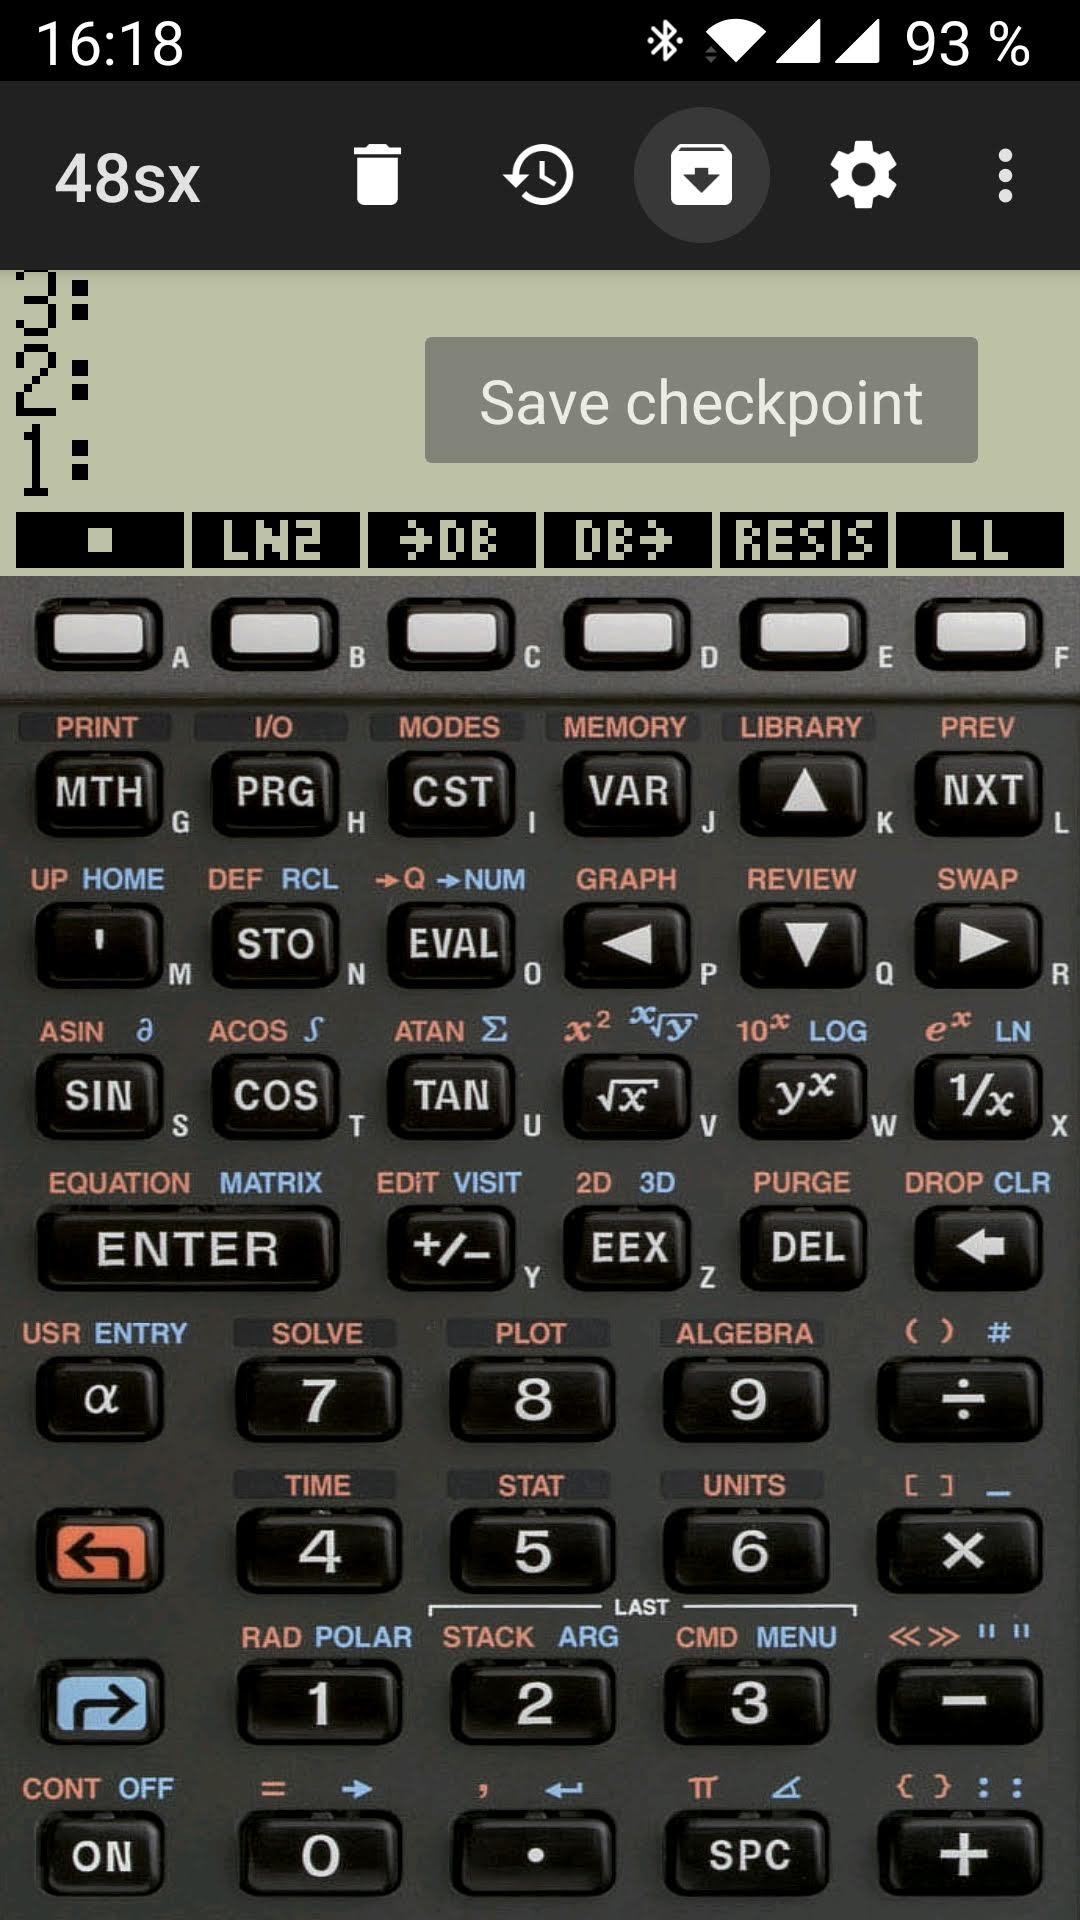 16:18 93 %
48sx
3:
2:
1:
Save checkpoint
▪ LN2 →DB DB→ RESIS LL
A B C D E F
PRINT I/O MODES MEMORY LIBRARY PREV
MTH G PRG H CST I VAR J ▲ K NXT L
UP HOME DEF RCL →Q →NUM GRAPH REVIEW SWAP
' M STO N EVAL O ◀ P ▼ Q ▶ R
ASIN ∂ ACOS ∫ ATAN Σ x² ˣ√y 10ˣ LOG eˣ LN
SIN S COS T TAN U √x V yˣ W 1/x X
EQUATION MATRIX EDIT VISIT 2D 3D PURGE DROP CLR
ENTER +/− Y EEX Z DEL ←
USR ENTRY SOLVE PLOT ALGEBRA ( ) #
α 7 8 9 ÷
TIME STAT UNITS [ ] _
4 5 6 ×
LAST
RAD POLAR STACK ARG CMD MENU ≪≫ " "
1 2 3 −
CONT OFF = → , ↵ π ∡ { } : :
ON 0 . SPC +